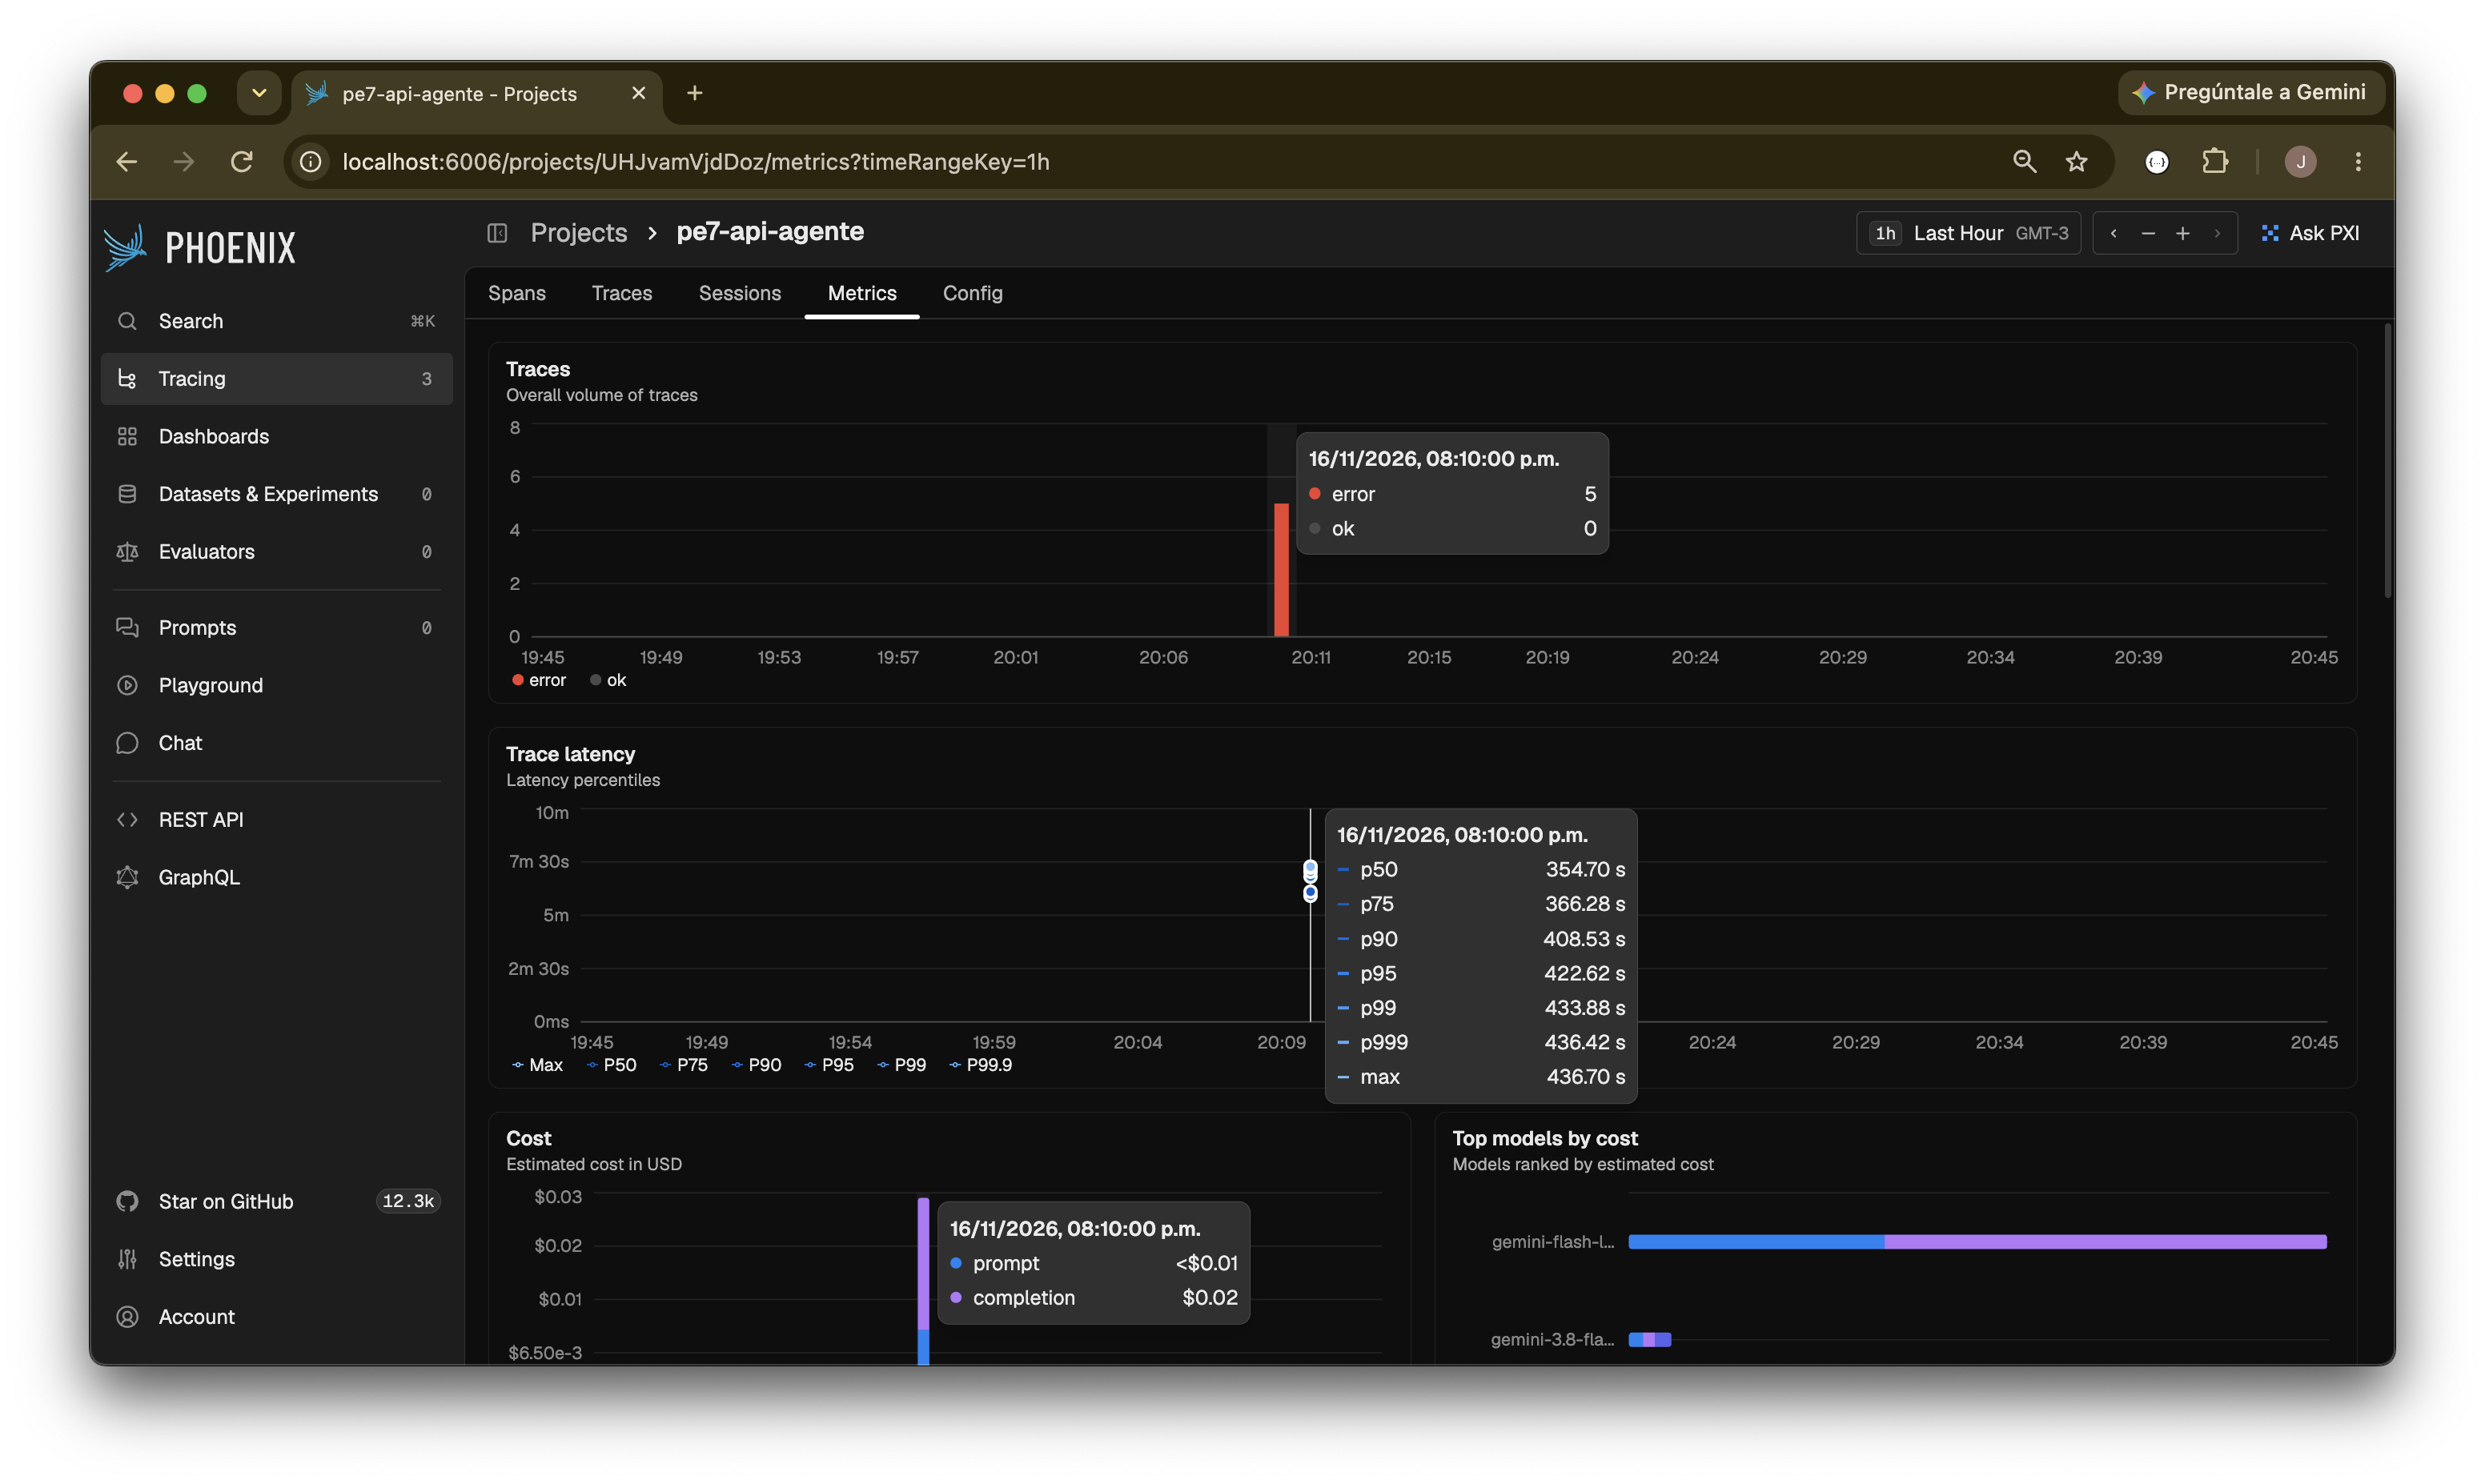 pe7-api-agente - Projects
Pregúntale a Gemini
localhost:6006/projects/UHJvamVjdDoz/metrics?timeRangeKey=1h
J
PHOENIX
Projects › pe7-api-agente
1h Last Hour GMT-3
Ask PXI
Search ⌘K
Tracing 3
Dashboards
Datasets & Experiments 0
Evaluators 0
Prompts 0
Playground
Chat
REST API
GraphQL
Star on GitHub 12.3k
Settings
Account
Spans Traces Sessions Metrics Config
Traces
Overall volume of traces
8
6
4
2
0
16/11/2026, 08:10:00 p.m.
error 5
ok 0
19:45 19:49 19:53 19:57 20:01 20:06 20:11 20:15 20:19 20:24 20:29 20:34 20:39 20:45
error ok
Trace latency
Latency percentiles
10m
7m 30s
5m
2m 30s
0ms
16/11/2026, 08:10:00 p.m.
p50 354.70 s
p75 366.28 s
p90 408.53 s
p95 422.62 s
p99 433.88 s
p999 436.42 s
max 436.70 s
19:45 19:49 19:54 19:59 20:04 20:09 20:24 20:29 20:34 20:39 20:45
Max P50 P75 P90 P95 P99 P99.9
Cost
Estimated cost in USD
$0.03
$0.02
$0.01
$6.50e-3
16/11/2026, 08:10:00 p.m.
prompt <$0.01
completion $0.02
Top models by cost
Models ranked by estimated cost
gemini-flash-l...
gemini-3.8-fla...